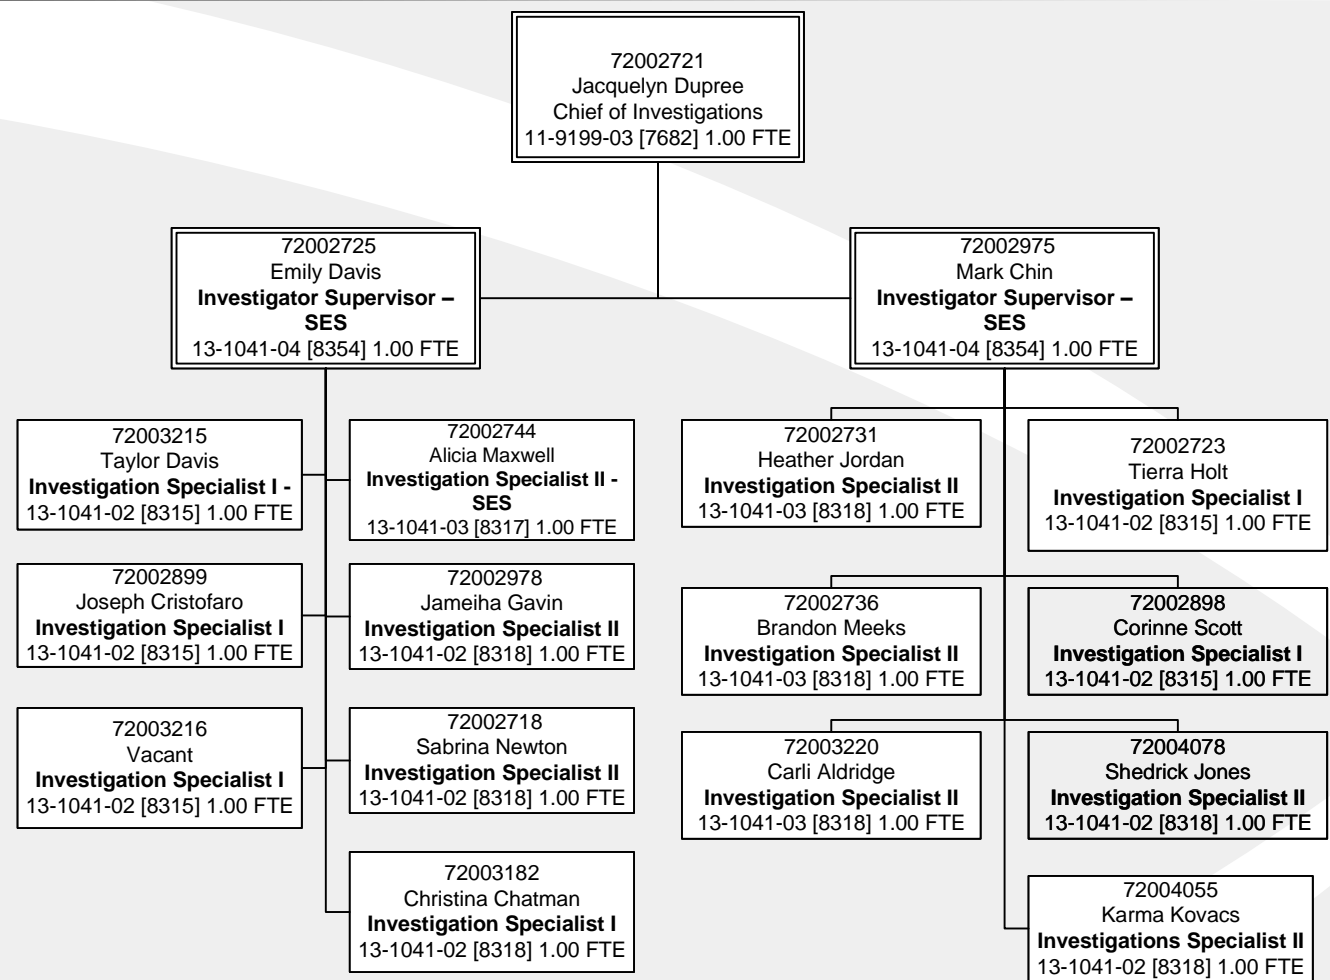 72002721
Jacquelyn Dupree
Chief of Investigations
11-9199-03 [7682] 1.00 FTE
72002725
Emily Davis
Investigator Supervisor –
SES
13-1041-04 [8354] 1.00 FTE
72002975
Mark Chin
Investigator Supervisor –
SES
13-1041-04 [8354] 1.00 FTE
72003215
Taylor Davis
Investigation Specialist I -
13-1041-02 [8315] 1.00 FTE
72002744
Alicia Maxwell
Investigation Specialist II -
SES
13-1041-03 [8317] 1.00 FTE
72002731
Heather Jordan
Investigation Specialist II
13-1041-03 [8318] 1.00 FTE
72002723
Tierra Holt
Investigation Specialist I
13-1041-02 [8315] 1.00 FTE
72002899
Joseph Cristofaro
Investigation Specialist I
13-1041-02 [8315] 1.00 FTE
72002978
Jameiha Gavin
Investigation Specialist II
13-1041-02 [8318] 1.00 FTE
72002736
Brandon Meeks
Investigation Specialist II
13-1041-03 [8318] 1.00 FTE
72002898
Corinne Scott
Investigation Specialist I
13-1041-02 [8315] 1.00 FTE
72003216
Vacant
Investigation Specialist I
13-1041-02 [8315] 1.00 FTE
72002718
Sabrina Newton
Investigation Specialist II
13-1041-02 [8318] 1.00 FTE
72003220
Carli Aldridge
Investigation Specialist II
13-1041-03 [8318] 1.00 FTE
72004078
Shedrick Jones
Investigation Specialist II
13-1041-02 [8318] 1.00 FTE
72003182
Christina Chatman
Investigation Specialist I
13-1041-02 [8318] 1.00 FTE
72004055
Karma Kovacs
Investigations Specialist II
13-1041-02 [8318] 1.00 FTE